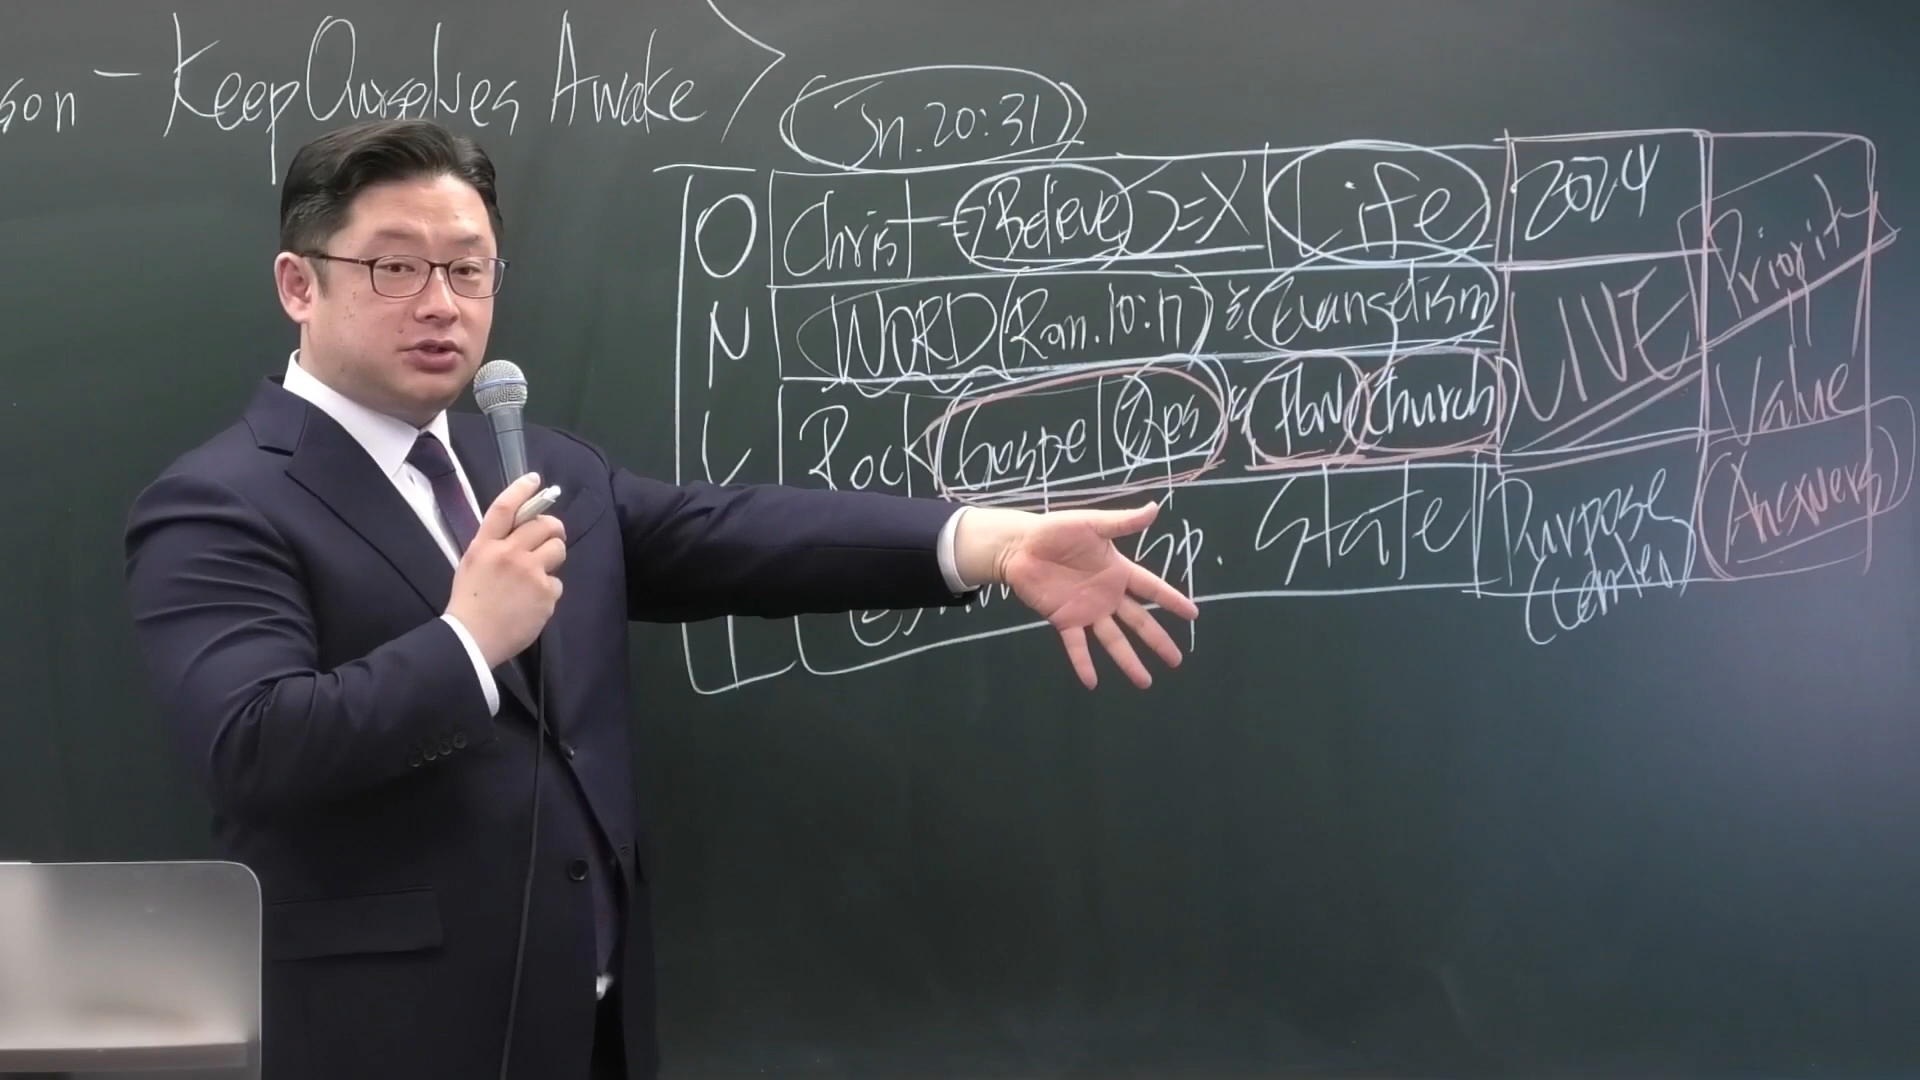 son - Keep Ourselves Awake>
(Jn. 20:31)
O Christ → Believe ⊃=X Life 2024 Priority
N WORD (Rom. 10:17) Evangelism LIVE Value
L Rock Gospel Ops Flow Church
Sp. State Purpose (Center) Answers